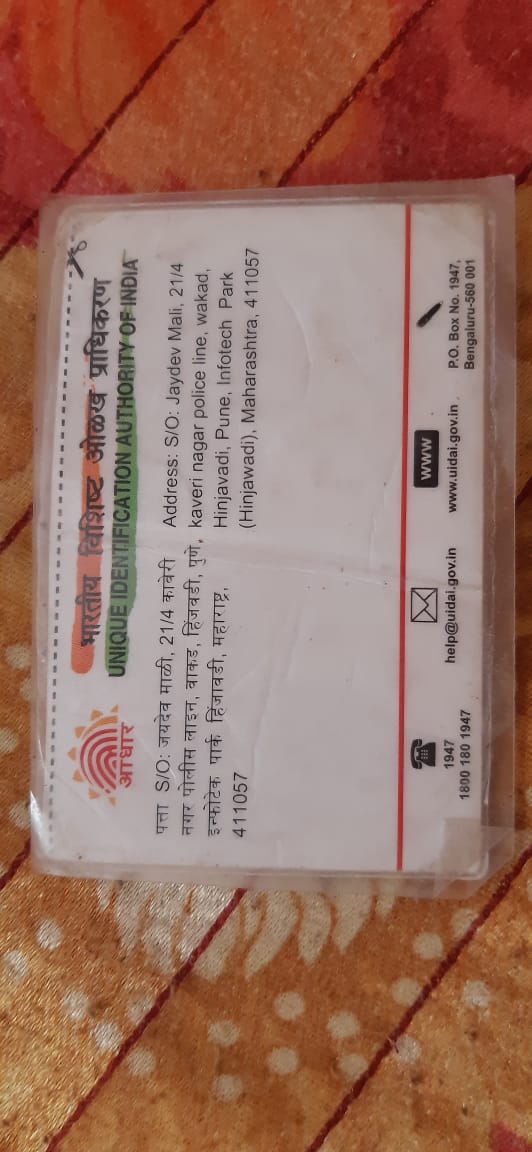 भारतीय विशिष्ट ओळख प्राधिकरण
UNIQUE IDENTIFICATION AUTHORITY OF INDIA
आधार
पत्ता S/O: जयदेव माळी, 21/4 कावेरी
नगर पोलीस लाइन, वाकड, हिंजवडी, पुणे,
इन्फोटेक पार्क हिंजावडी, महाराष्ट्र,
411057
Address: S/O: Jaydev Mali, 21/4
kaveri nagar police line, wakad,
Hinjavadi, Pune, Infotech Park
(Hinjawadi), Maharashtra, 411057
1947
1800 180 1947
help@uidai.gov.in
www
www.uidai.gov.in
P.O. Box No. 1947,
Bengaluru-560 001